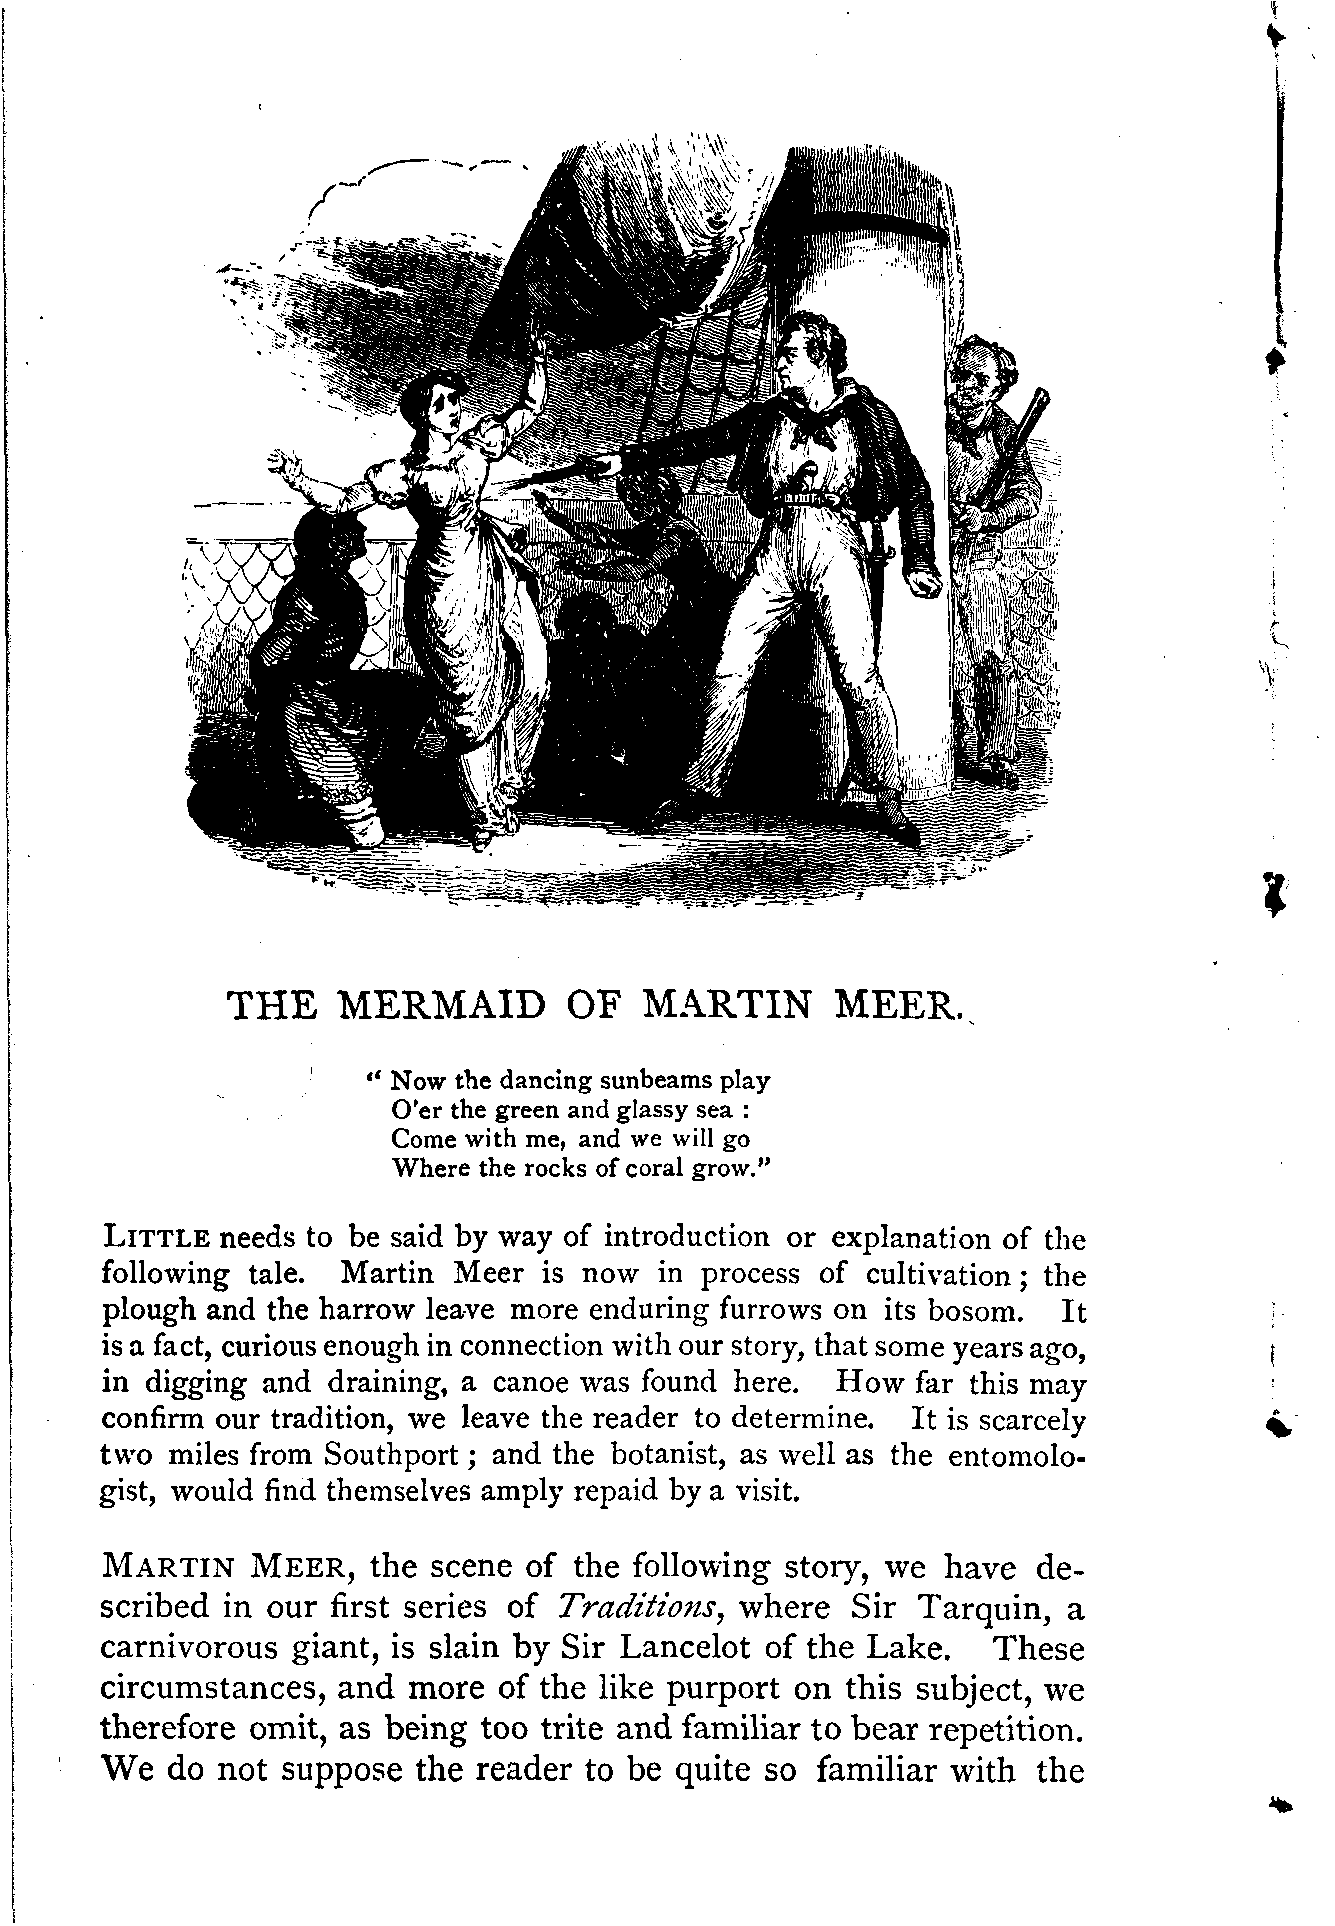 THE MERMAID OF MARTIN MEER.
“ Now the dancing sunbeams play
O'er the green and glassy sea :
Come with me, and we will go
Where the rocks of coral grow.”
LITTLE needs to be said by way of introduction or explanation of the
following tale. Martin Meer is now in process of cultivation ; the
plough and the harrow leave more enduring furrows on its bosom. It
is a fact, curious enough in connection with our story, that some years ago,
in digging and draining, a canoe was found here. How far this may
confirm our tradition, we leave the reader to determine. It is scarcely
two miles from Southport ; and the botanist, as well as the entomolo-
gist, would find themselves amply repaid by a visit.
MARTIN MEER, the scene of the following story, we have de-
scribed in our first series of Traditions, where Sir Tarquin, a
carnivorous giant, is slain by Sir Lancelot of the Lake. These
circumstances, and more of the like purport on this subject, we
therefore omit, as being too trite and familiar to bear repetition.
We do not suppose the reader to be quite so familiar with the